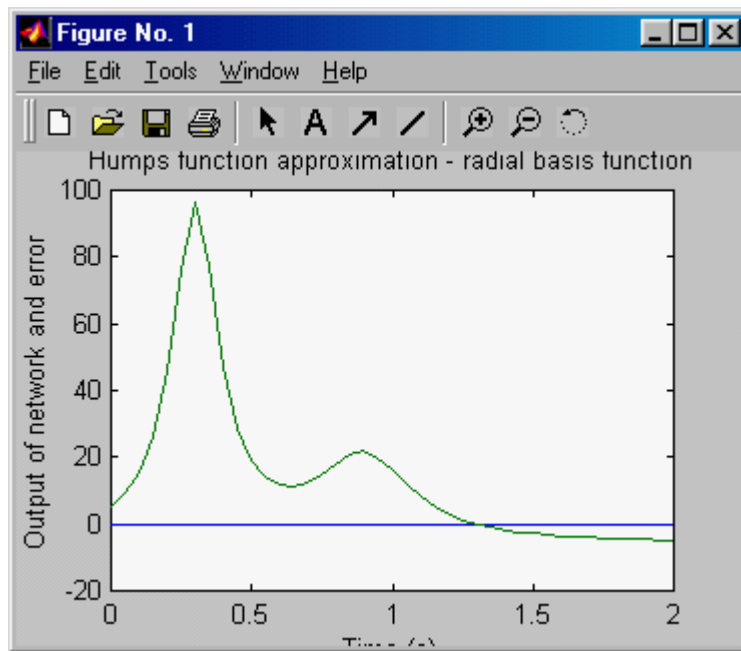 Figure No. 1
File Edit Tools Window Help
A
Humps function approximation - radial basis function
Output of network and error
100
80
60
40
20
0
-20
0 0.5 1 1.5 2
Time (s)